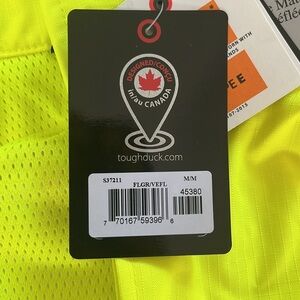 DESIGNED/CONÇU
in/au CANADA
toughduck.com
S37211 FLGR/VEFL M/M
45380
7 70167 59396 6